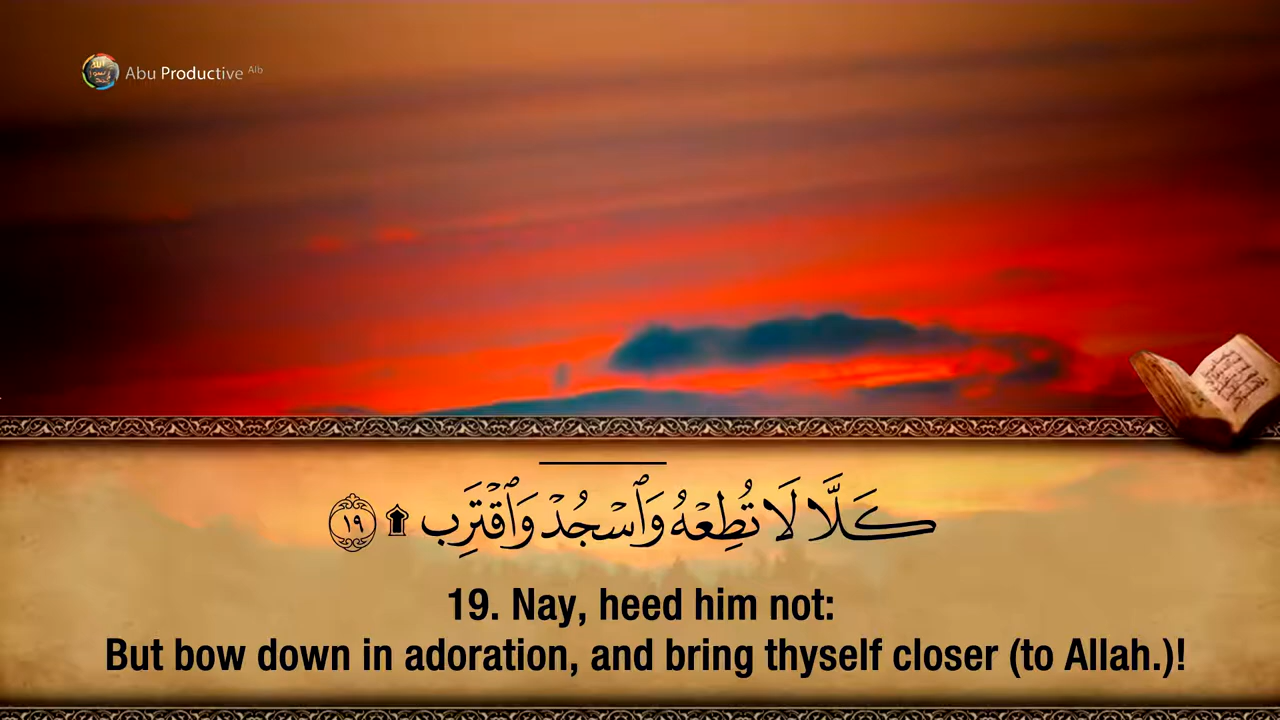 Abu Productive Alb
كَلَّا لَا تُطِعْهُ وَٱسْجُدْ وَٱقْتَرِب ۩ ١٩
19. Nay, heed him not:
But bow down in adoration, and bring thyself closer (to Allah.)!